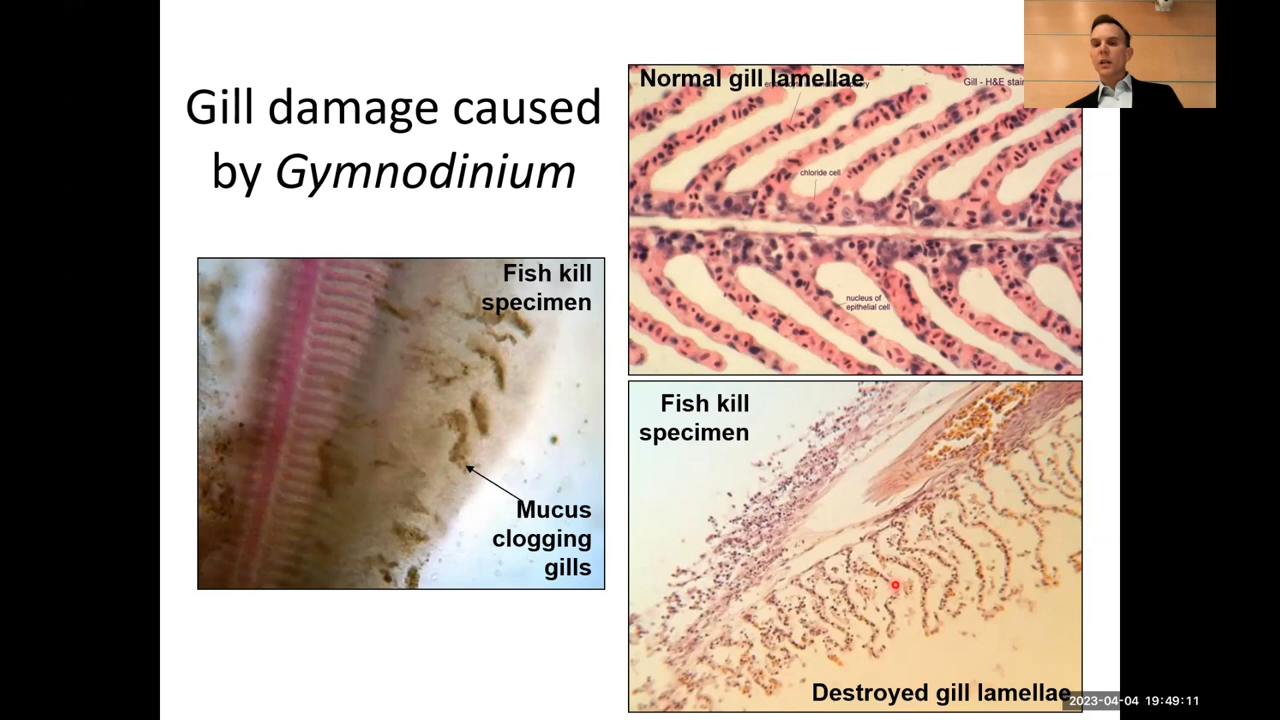 Gill damage caused
by Gymnodinium
Fish kill
specimen
Mucus
clogging
gills
Normal gill lamellae
Gill - H&E stain
chloride cell
nucleus of
epithelial cell
Fish kill
specimen
Destroyed gill lamellae
2023-04-04 19:49:11